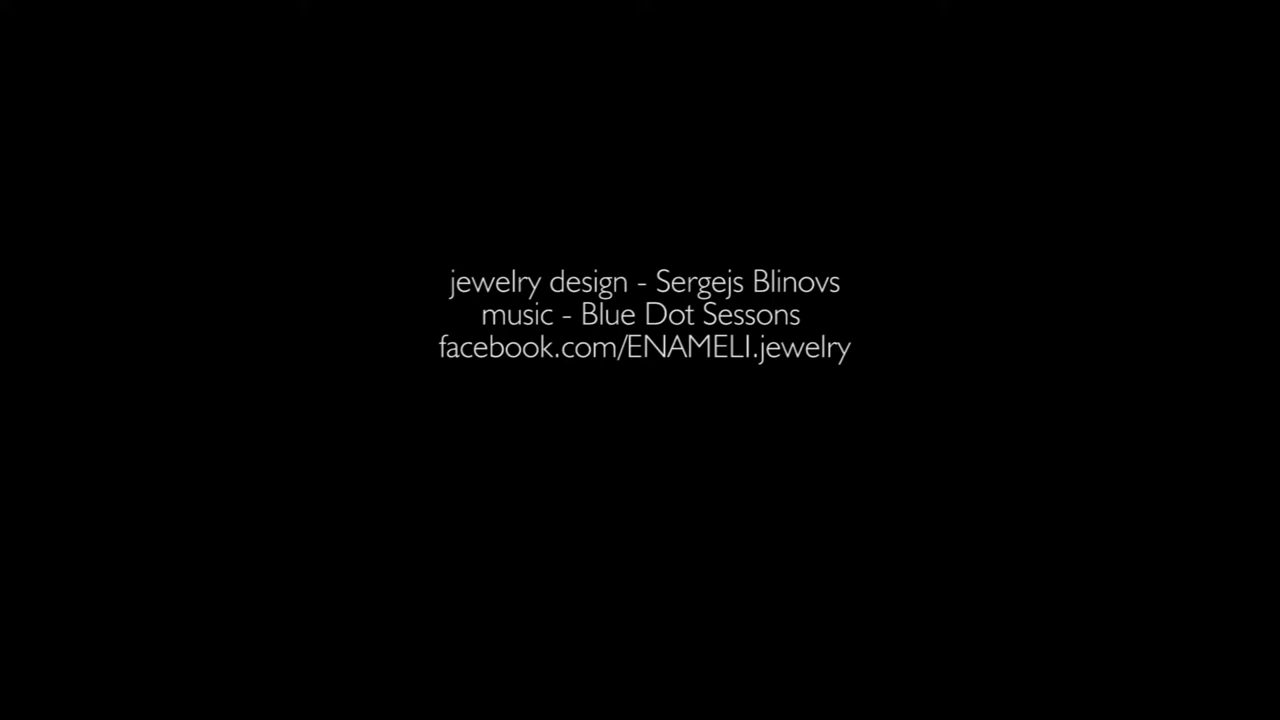 jewelry design - Sergejs Blinovs
music - Blue Dot Sessons
facebook.com/ENAMELI.jewelry